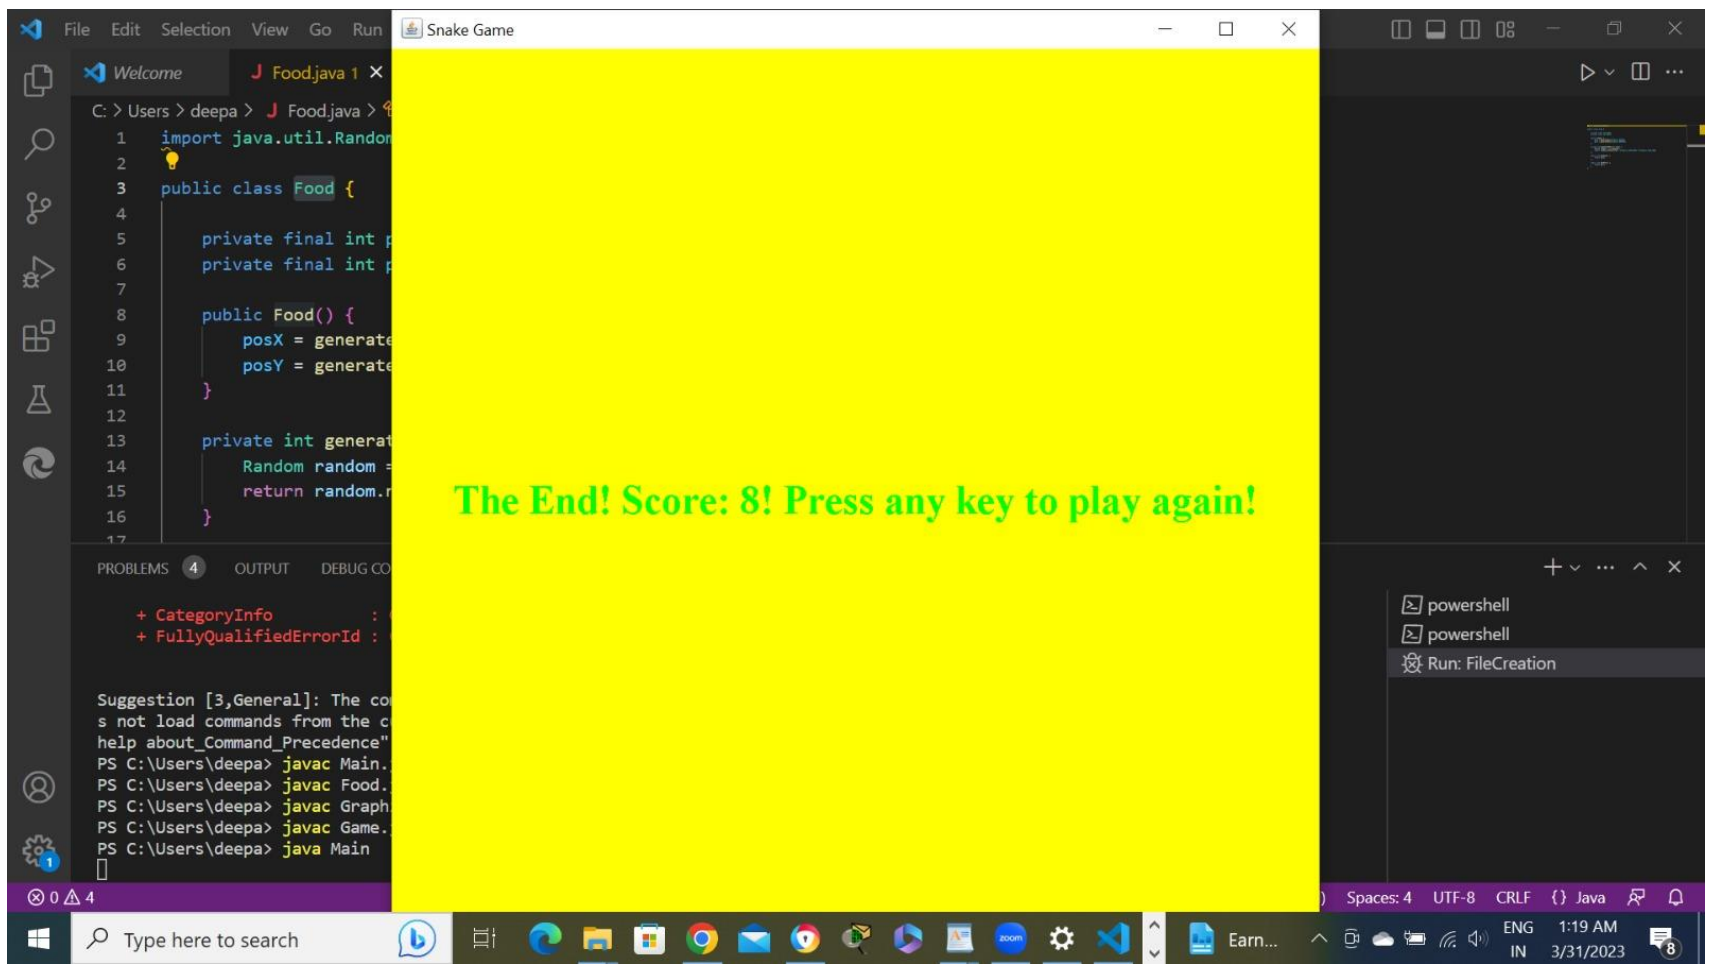 File Edit Selection View Go Run
Snake Game
Welcome
J Food.java 1
C: > Users > deepa > J Food.java >
1 import java.util.Random
2
3 public class Food {
4
5 private final int p
6 private final int p
7
8 public Food() {
9 posX = generate
10 posY = generate
11 }
12
13 private int generat
14 Random random =
15 return random.
16 }
17
The End! Score: 8! Press any key to play again!
PROBLEMS 4 OUTPUT DEBUG CO
+ CategoryInfo :
+ FullyQualifiedErrorId :
Suggestion [3,General]: The co
s not load commands from the c
help about_Command_Precedence"
PS C:\Users\deepa> javac Main.
PS C:\Users\deepa> javac Food.
PS C:\Users\deepa> javac Graph
PS C:\Users\deepa> javac Game.
PS C:\Users\deepa> java Main
powershell
powershell
Run: FileCreation
0 4
Spaces: 4 UTF-8 CRLF {} Java
Type here to search
zoom
Earn...
ENG
IN
1:19 AM
3/31/2023
8
1